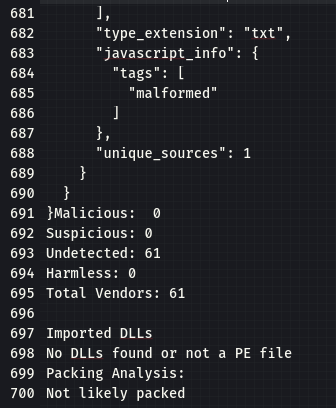 681 ],
682 "type_extension": "txt",
683 "javascript_info": {
684 "tags": [
685 "malformed"
686 ]
687 },
688 "unique_sources": 1
689 }
690 }
691 }Malicious:  0
692 Suspicious: 0
693 Undetected: 61
694 Harmless: 0
695 Total Vendors: 61
696
697 Imported DLLs
698 No DLLs found or not a PE file
699 Packing Analysis:
700 Not likely packed